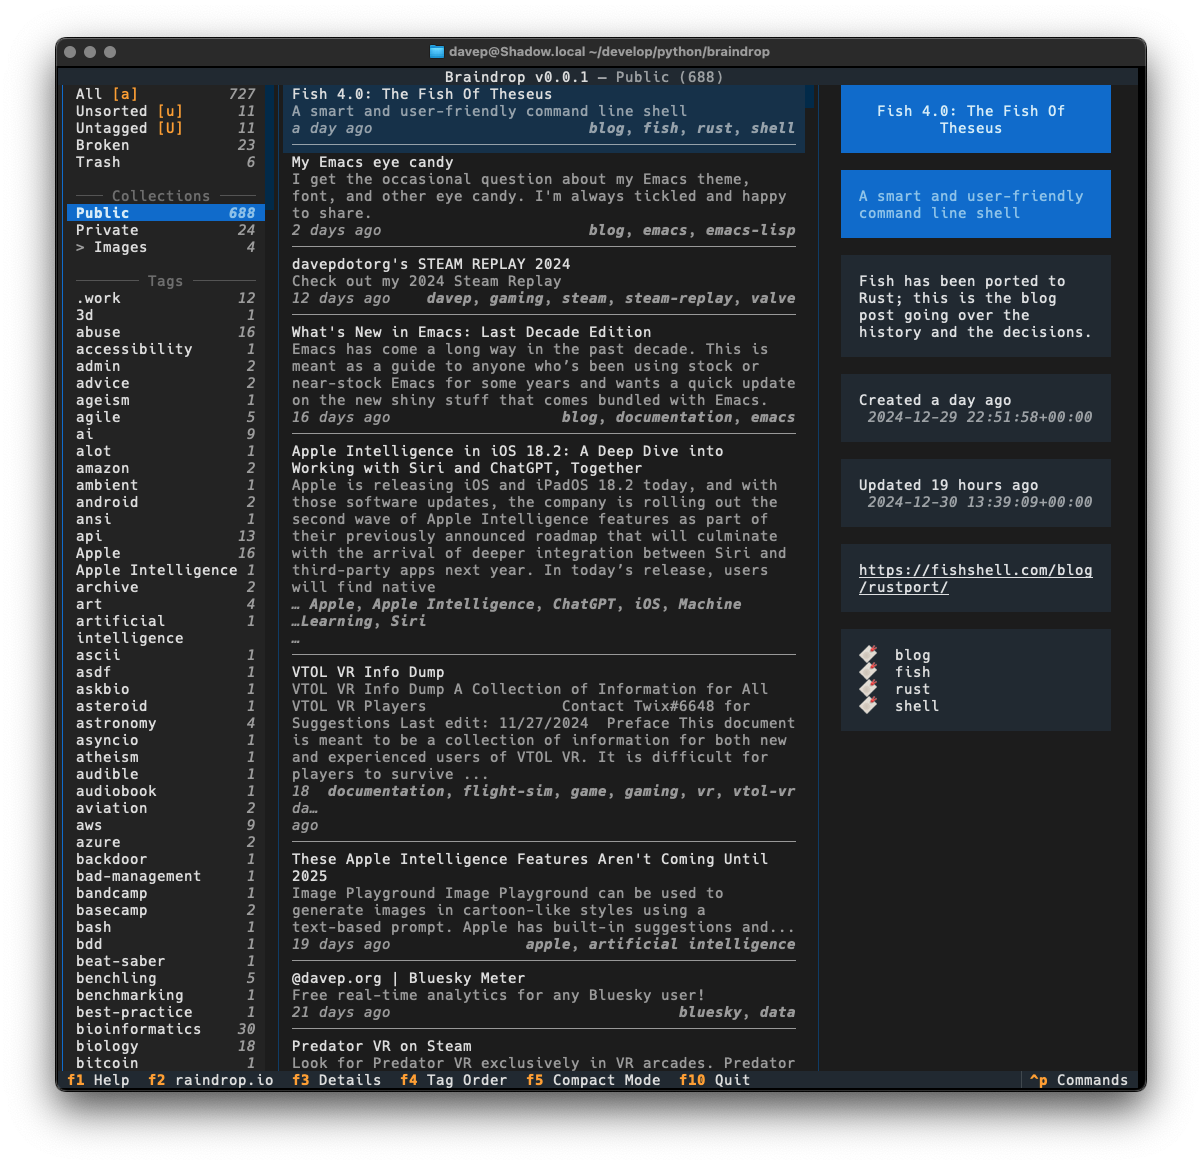 davep@Shadow.local ~/develop/python/braindrop
Braindrop v0.0.1 — Public (688)
All [a] 727
Unsorted [u] 11
Untagged [U] 11
Broken 23
Trash 6
Collections
Public 688
Private 24
> Images 4
Tags
.work 12
3d 1
abuse 16
accessibility 1
admin 2
advice 2
ageism 1
agile 5
ai 9
alot 1
amazon 2
ambient 1
android 2
ansi 1
api 13
Apple 16
Apple Intelligence 1
archive 2
art 4
artificial 1
intelligence
ascii 1
asdf 1
askbio 1
asteroid 1
astronomy 4
asyncio 1
atheism 1
audible 1
audiobook 1
aviation 2
aws 9
azure 2
backdoor 1
bad-management 1
bandcamp 1
basecamp 2
bash 1
bdd 1
beat-saber 1
benchling 5
benchmarking 1
best-practice 1
bioinformatics 30
biology 18
bitcoin 1
Fish 4.0: The Fish Of Theseus
A smart and user-friendly command line shell
a day ago blog, fish, rust, shell
My Emacs eye candy
I get the occasional question about my Emacs theme,
font, and other eye candy. I'm always tickled and happy
to share.
2 days ago blog, emacs, emacs-lisp
davepdotorg's STEAM REPLAY 2024
Check out my 2024 Steam Replay
12 days ago davep, gaming, steam, steam-replay, valve
What's New in Emacs: Last Decade Edition
Emacs has come a long way in the past decade. This is
meant as a guide to anyone who’s been using stock or
near-stock Emacs for some years and wants a quick update
on the new shiny stuff that comes bundled with Emacs.
16 days ago blog, documentation, emacs
Apple Intelligence in iOS 18.2: A Deep Dive into
Working with Siri and ChatGPT, Together
Apple is releasing iOS and iPadOS 18.2 today, and with
those software updates, the company is rolling out the
second wave of Apple Intelligence features as part of
their previously announced roadmap that will culminate
with the arrival of deeper integration between Siri and
third-party apps next year. In today’s release, users
will find native
… Apple, Apple Intelligence, ChatGPT, iOS, Machine
…Learning, Siri
…
VTOL VR Info Dump
VTOL VR Info Dump A Collection of Information for All
VTOL VR Players Contact Twix#6648 for
Suggestions Last edit: 11/27/2024 Preface This document
is meant to be a collection of information for both new
and experienced users of VTOL VR. It is difficult for
players to survive ...
18 documentation, flight-sim, game, gaming, vr, vtol-vr
da…
ago
These Apple Intelligence Features Aren't Coming Until
2025
Image Playground Image Playground can be used to
generate images in cartoon-like styles using a
text-based prompt. Apple has built-in suggestions and...
19 days ago apple, artificial intelligence
@davep.org | Bluesky Meter
Free real-time analytics for any Bluesky user!
21 days ago bluesky, data
Predator VR on Steam
Look for Predator VR exclusively in VR arcades. Predator
Fish 4.0: The Fish Of
Theseus
A smart and user-friendly
command line shell
Fish has been ported to
Rust; this is the blog
post going over the
history and the decisions.
Created a day ago
2024-12-29 22:51:58+00:00
Updated 19 hours ago
2024-12-30 13:39:09+00:00
https://fishshell.com/blog
/rustport/
blog
fish
rust
shell
f1 Help f2 raindrop.io f3 Details f4 Tag Order f5 Compact Mode f10 Quit ^p Commands